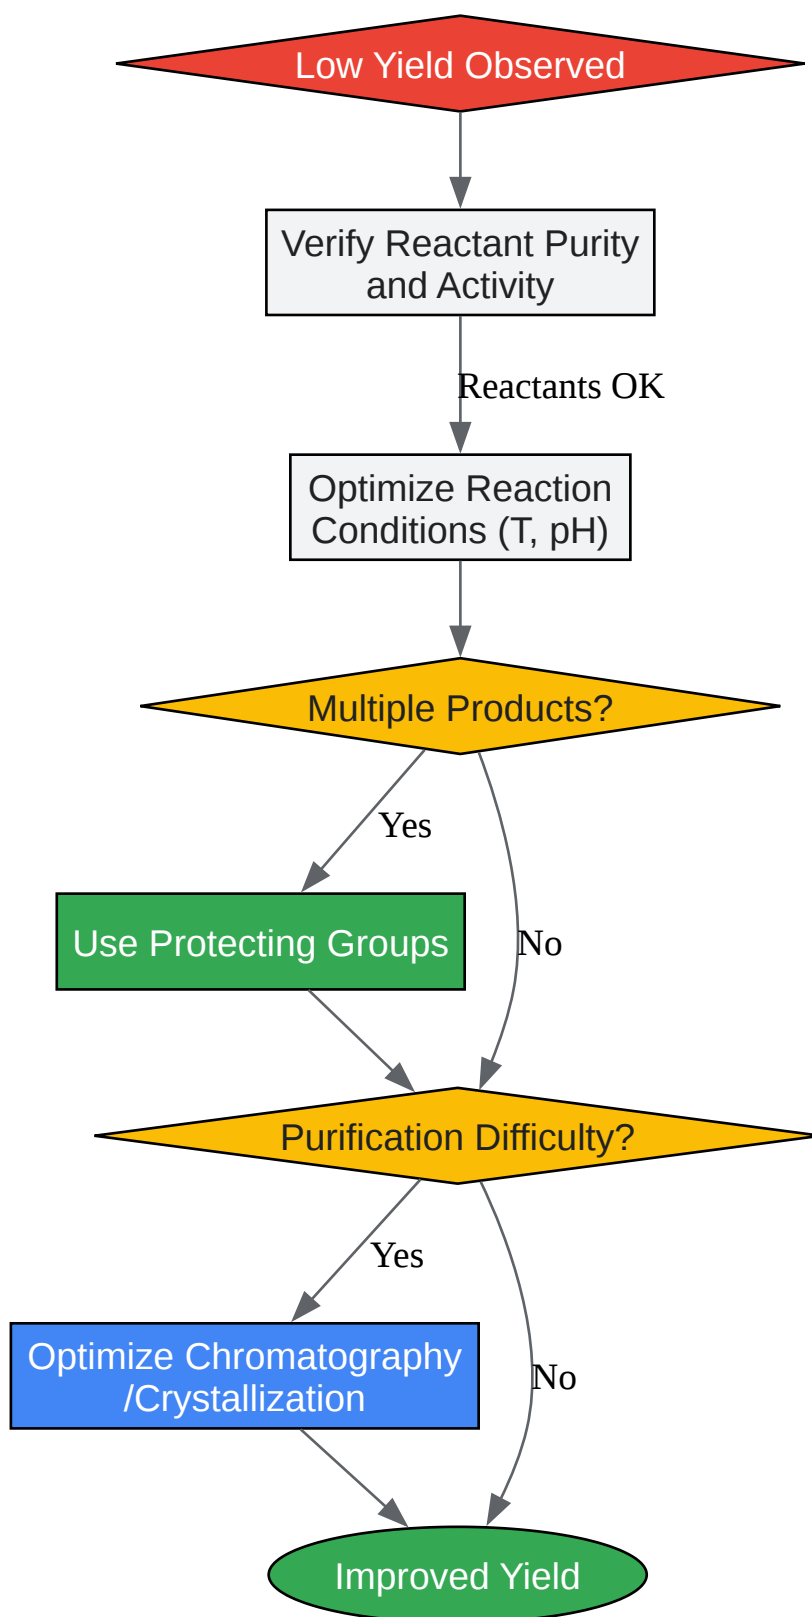 Low Yield Observed
Verify Reactant Purity
and Activity
Reactants OK
Optimize Reaction
Conditions (T, pH)
Multiple Products?
Yes
Use Protecting Groups
No
Purification Difficulty?
Yes
Optimize Chromatography
/Crystallization
No
Improved Yield